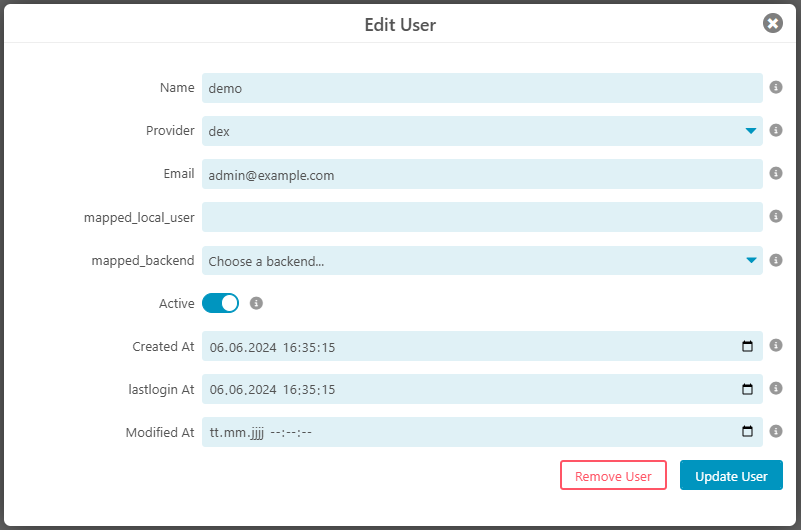 Edit User
Name demo
Provider dex
Email admin@example.com
mapped_local_user
mapped_backend Choose a backend...
Active
Created At 06.06.2024 16:35:15
lastlogin At 06.06.2024 16:35:15
Modified At tt.mm.jjjj --:--:--
Remove User Update User